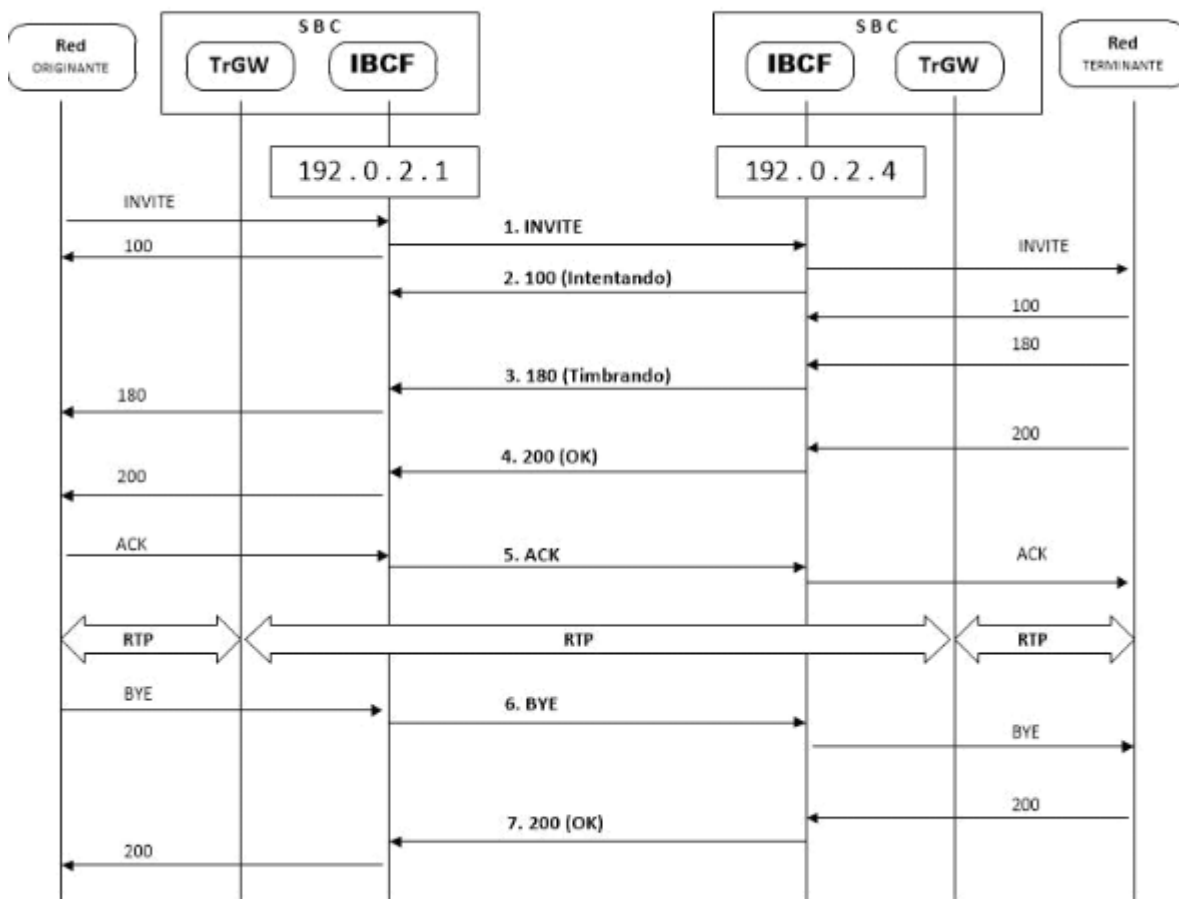 Red
ORIGINANTE
S B C
TrGW
IBCF
S B C
IBCF
TrGW
Red
TERMINANTE
192.0.2.1
192.0.2.4
INVITE
1. INVITE
100
INVITE
2. 100 (Intentando)
100
180
3. 180 (Timbrando)
180
200
4. 200 (OK)
200
ACK
5. ACK
ACK
RTP
RTP
RTP
BYE
6. BYE
BYE
200
7. 200 (OK)
200